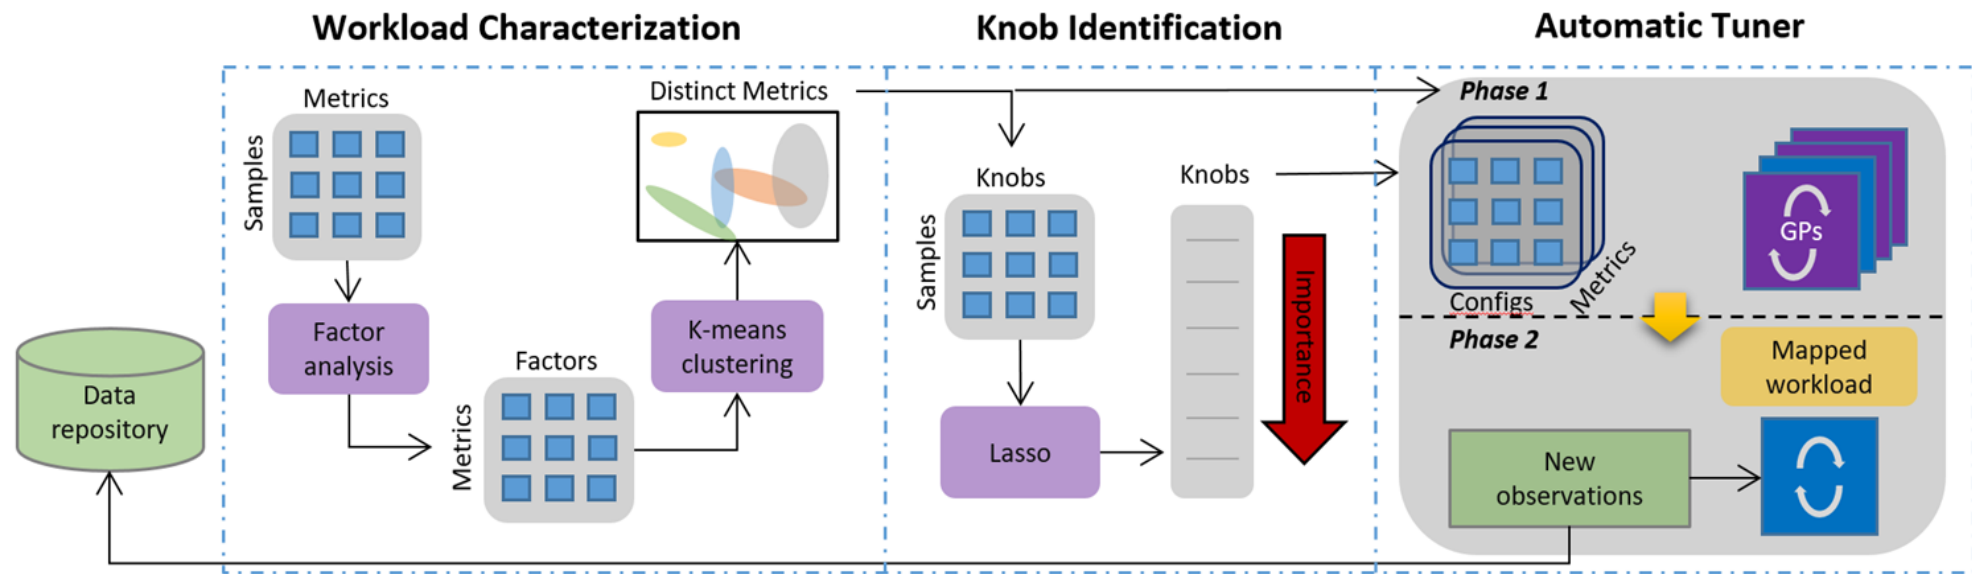 Workload Characterization
Knob Identification
Automatic Tuner
Metrics
Samples
Factor
analysis
Data
repository
Factors
Metrics
Distinct Metrics
K-means
clustering
Knobs
Samples
Lasso
Knobs
Importance
Phase 1
Configs
Metrics
GPs
Phase 2
Mapped
workload
New
observations